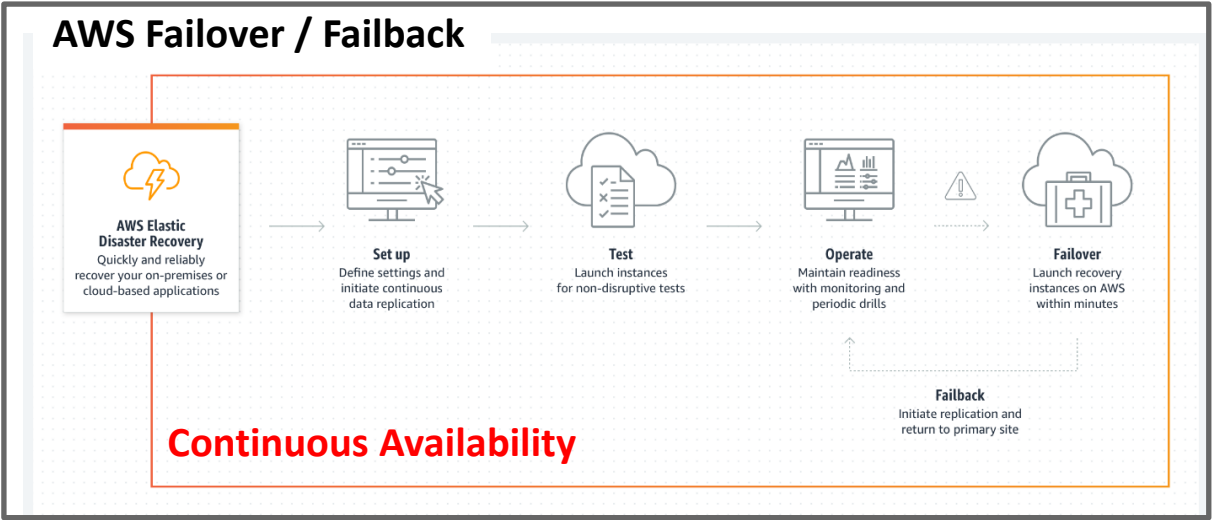 AWS Failover / Failback
AWS Elastic
Disaster Recovery
Quickly and reliably
recover your on-premises or
cloud-based applications
Set up
Define settings and
initiate continuous
data replication
Test
Launch instances
for non-disruptive tests
Operate
Maintain readiness
with monitoring and
periodic drills
Failover
Launch recovery
instances on AWS
within minutes
Failback
Initiate replication and
return to primary site
Continuous Availability